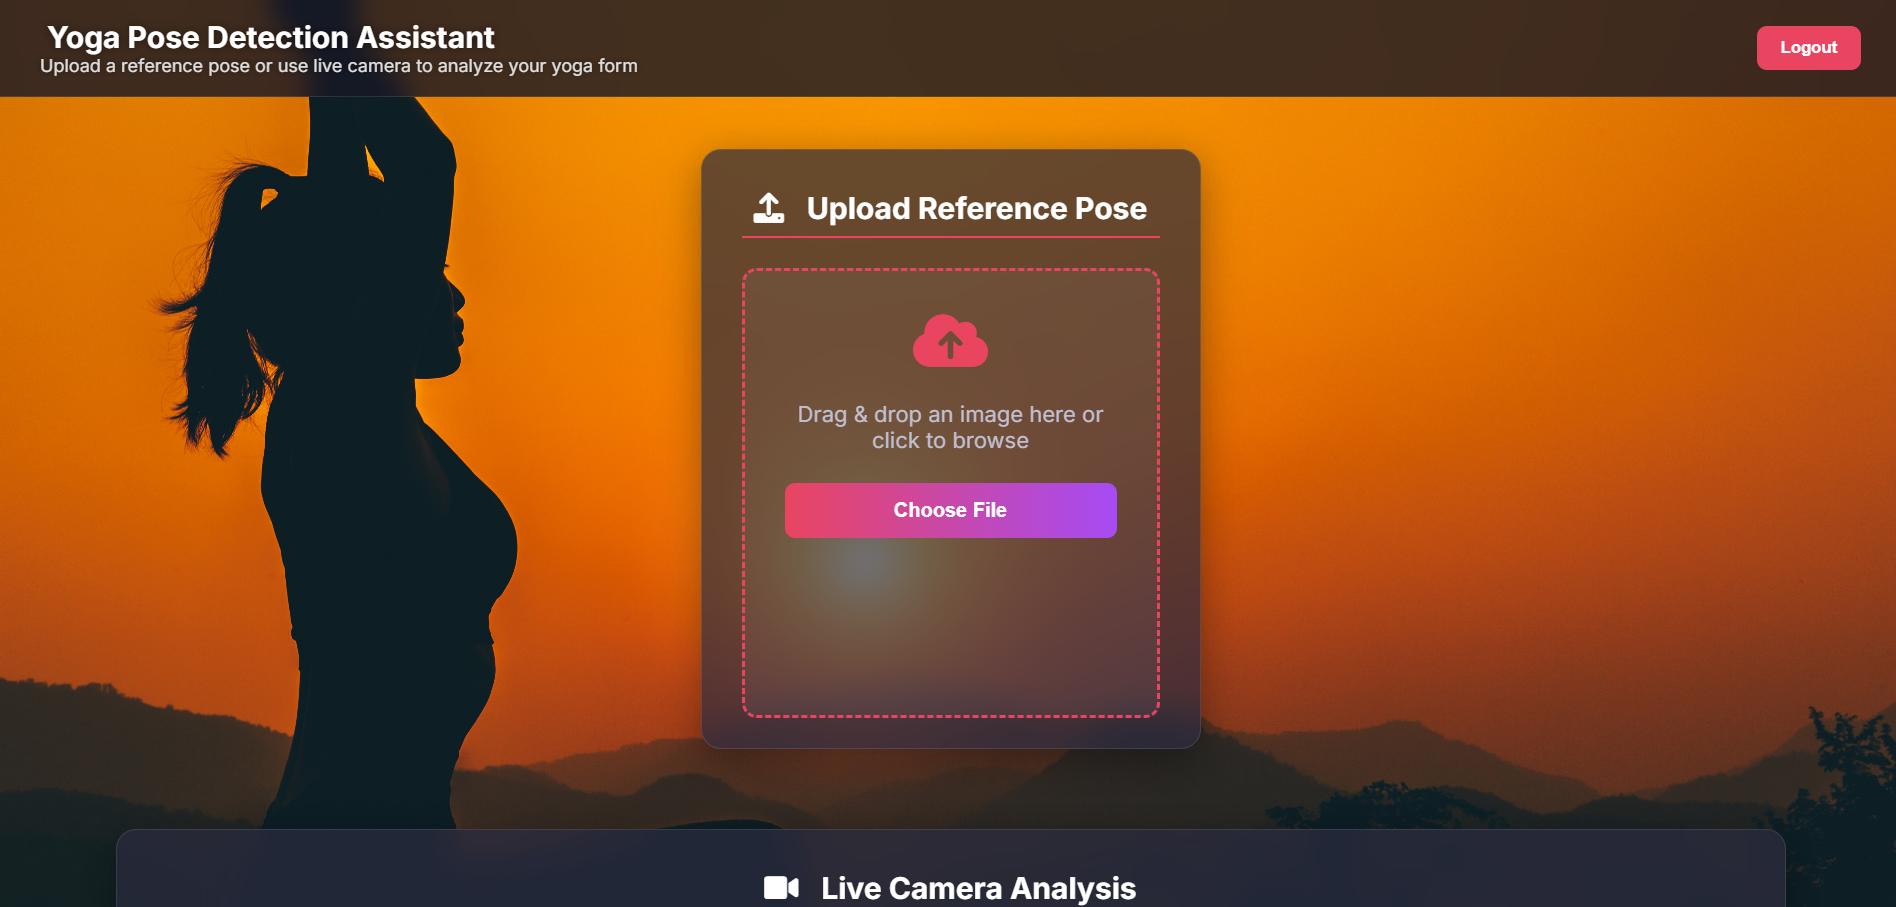 Yoga Pose Detection Assistant
Upload a reference pose or use live camera to analyze your yoga form
Logout
Upload Reference Pose
Drag & drop an image here or
click to browse
Choose File
Live Camera Analysis